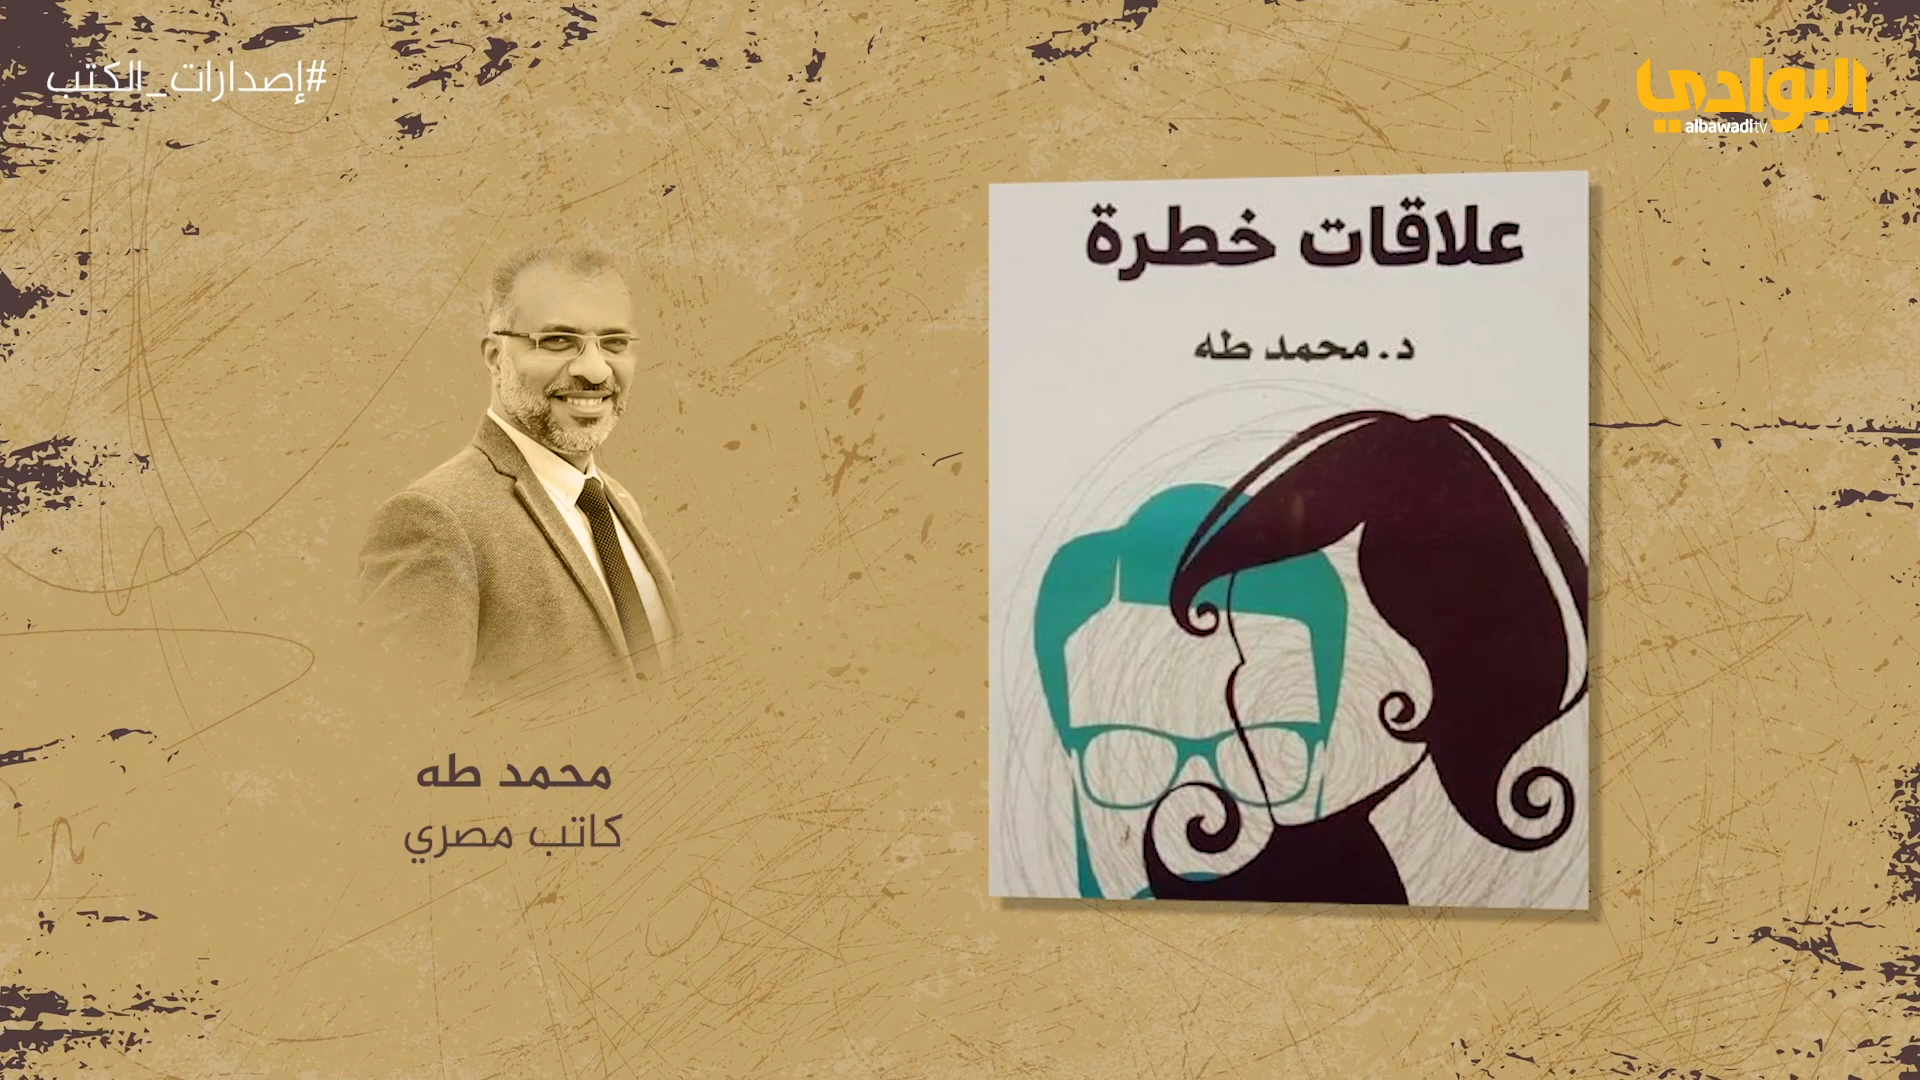 #إصدارات_الكتب
البوادي
albawaditv
علاقات خطرة
د. محمد طه
محمد طه
كاتب مصري